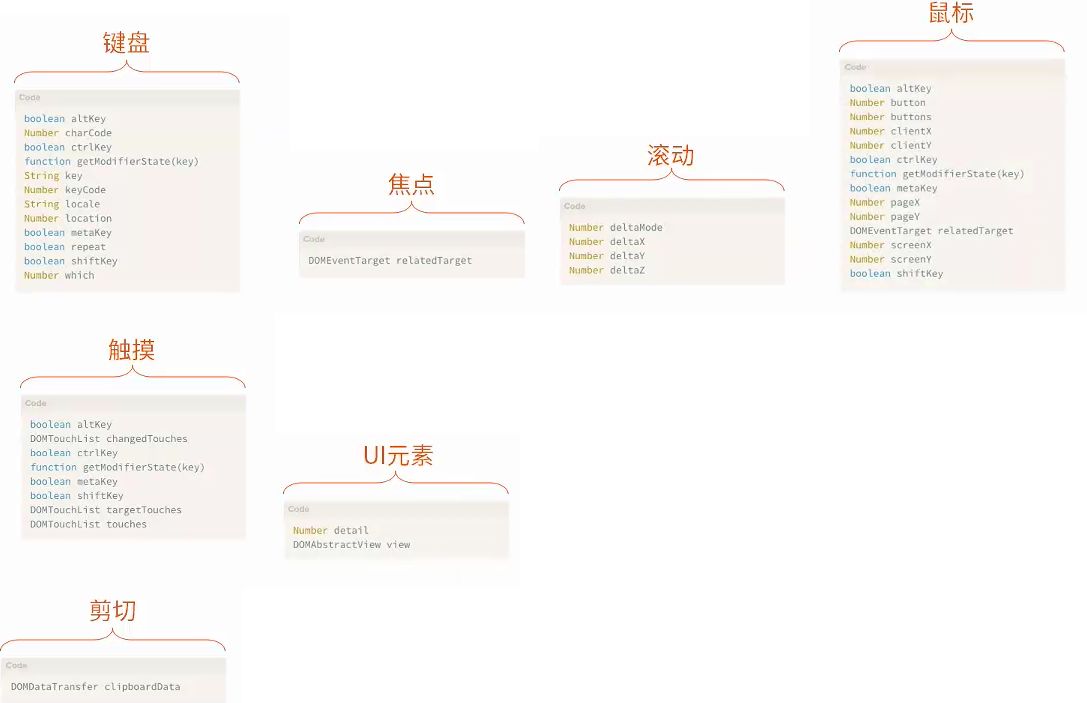 键盘
Code
boolean altKey
Number charCode
boolean ctrlKey
function getModifierState(key)
String key
Number keyCode
String locale
Number location
boolean metaKey
boolean repeat
boolean shiftKey
Number which
焦点
Code
DOMEventTarget relatedTarget
滚动
Code
Number deltaMode
Number deltaX
Number deltaY
Number deltaZ
鼠标
Code
boolean altKey
Number button
Number buttons
Number clientX
Number clientY
boolean ctrlKey
function getModifierState(key)
boolean metaKey
Number pageX
Number pageY
DOMEventTarget relatedTarget
Number screenX
Number screenY
boolean shiftKey
触摸
Code
boolean altKey
DOMTouchList changedTouches
boolean ctrlKey
function getModifierState(key)
boolean metaKey
boolean shiftKey
DOMTouchList targetTouches
DOMTouchList touches
UI元素
Code
Number detail
DOMAbstractView view
剪切
Code
DOMDataTransfer clipboardData